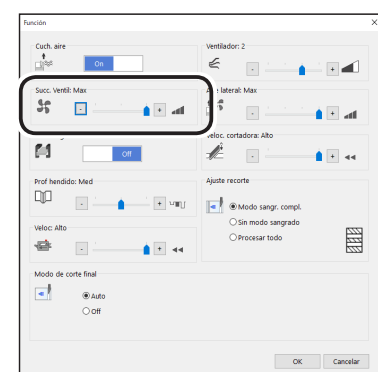 Función
Cuch. aire
On
Succ. Ventil: Max
- +
Off
Prof hendido: Med
- +
Veloc: Alto
- +
Ventilador: 2
- +
lateral: Max
- +
Veloc. cortadora: Alto
- +
Ajuste recorte
Modo sangr. compl.
Sin modo sangrado
Procesar todo
Modo de corte final
Auto
Off
OK Cancelar